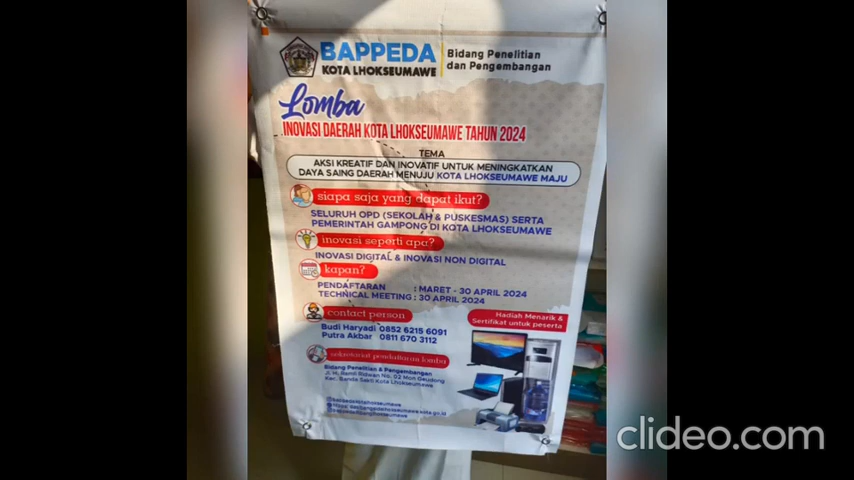 BAPPEDA
KOTA LHOKSEUMAWE
Bidang Penelitian
dan Pengembangan
Lomba
INOVASI DAERAH KOTA LHOKSEUMAWE TAHUN 2024
TEMA
AKSI KREATIF DAN INOVATIF UNTUK MENINGKATKAN
DAYA SAING DAERAH MENUJU KOTA LHOKSEUMAWE MAJU
siapa saja yang dapat ikut?
SELURUH OPD (SEKOLAH & PUSKESMAS) SERTA
PEMERINTAH GAMPONG DI KOTA LHOKSEUMAWE
inovasi seperti apa?
INOVASI DIGITAL & INOVASI NON DIGITAL
kapan?
PENDAFTARAN : MARET - 30 APRIL 2024
TECHNICAL MEETING : 30 APRIL 2024
contact person
Budi Haryadi 0852 6215 6091
Putra Akbar 0811 670 3112
Hadiah Menarik &
Sertifikat untuk peserta
sekretariat pendaftaran lomba
Bidang Penelitian & Pengembangan
Jl. H. Ramli Ridwan No. 02 Mon Geudong
Kec. Banda Sakti Kota Lhokseumawe
clideo.com